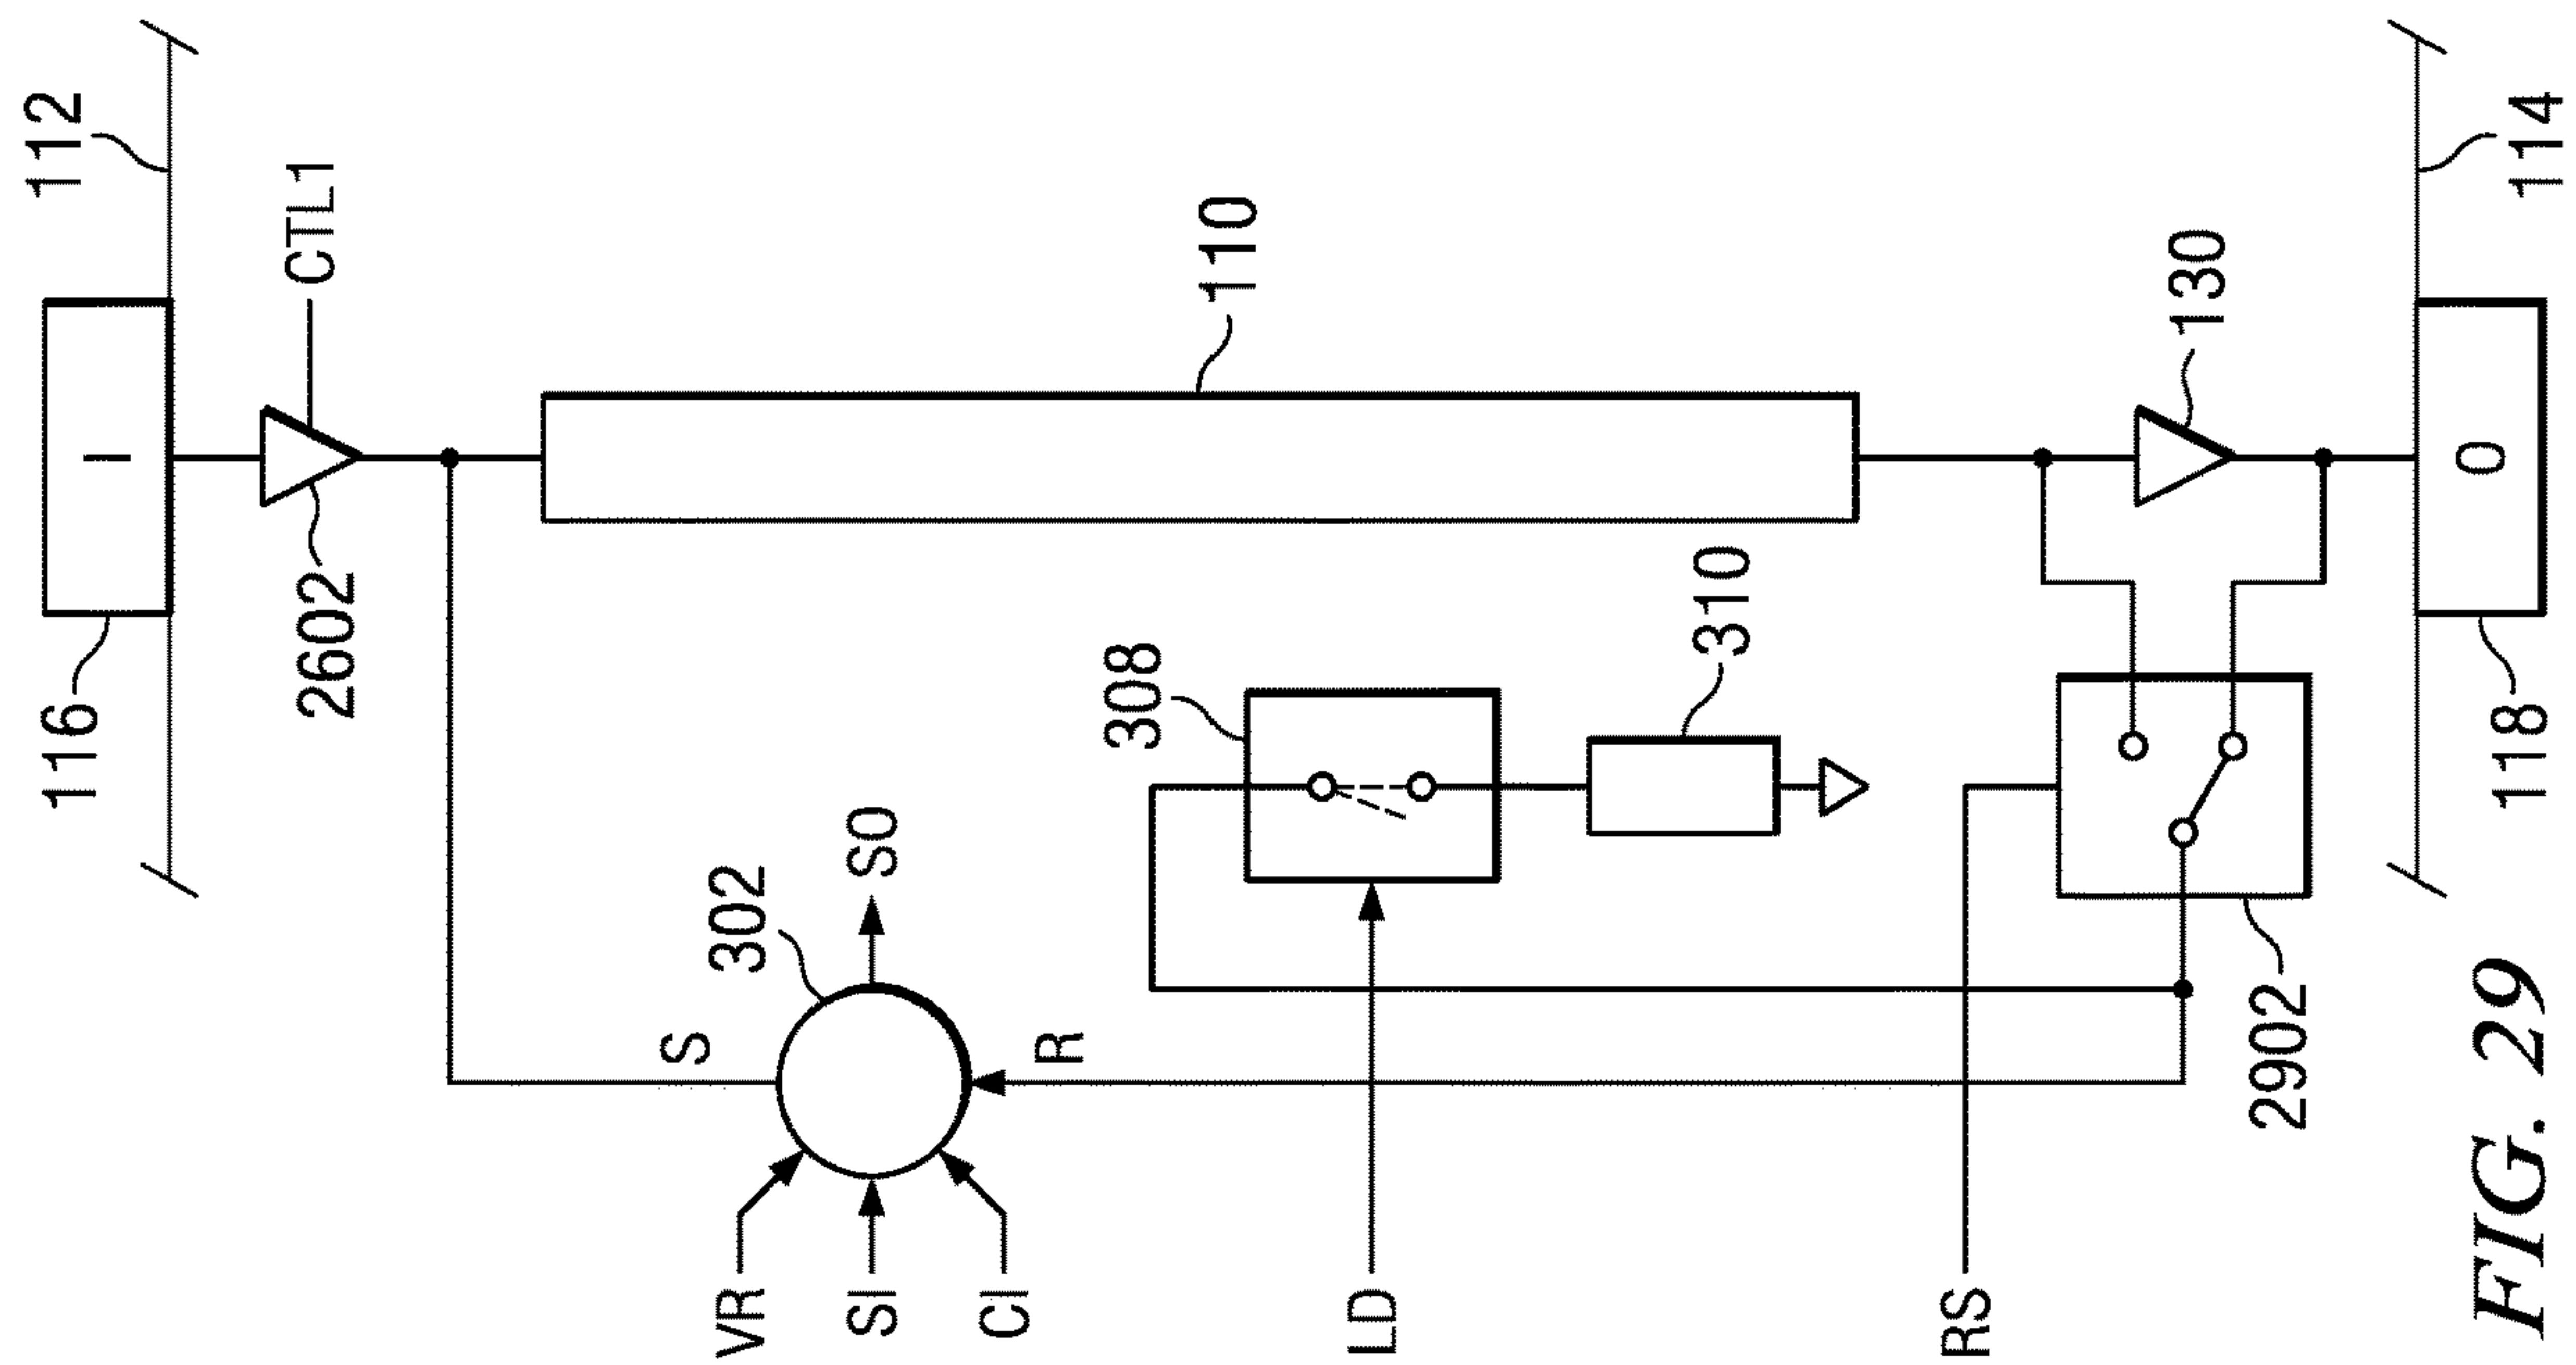 112
I
CTL1
116
2602
110
S
302
SO
VR
SI
CI
R
308
310
LD
130
RS
2902
114
O
118
FIG. 29